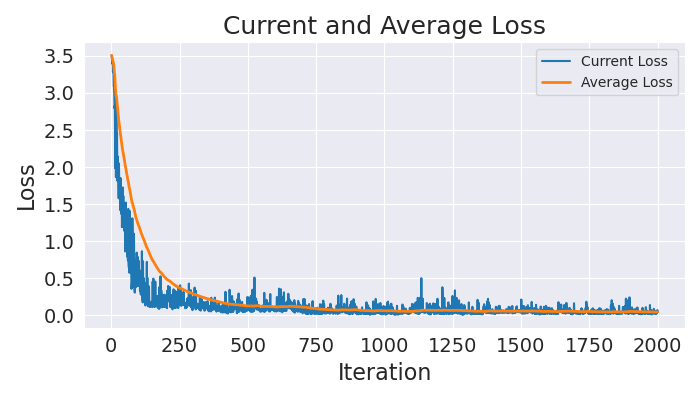 Current and Average Loss
Current Loss
Average Loss
Loss
3.5
3.0
2.5
2.0
1.5
1.0
0.5
0.0
0 250 500 750 1000 1250 1500 1750 2000
Iteration